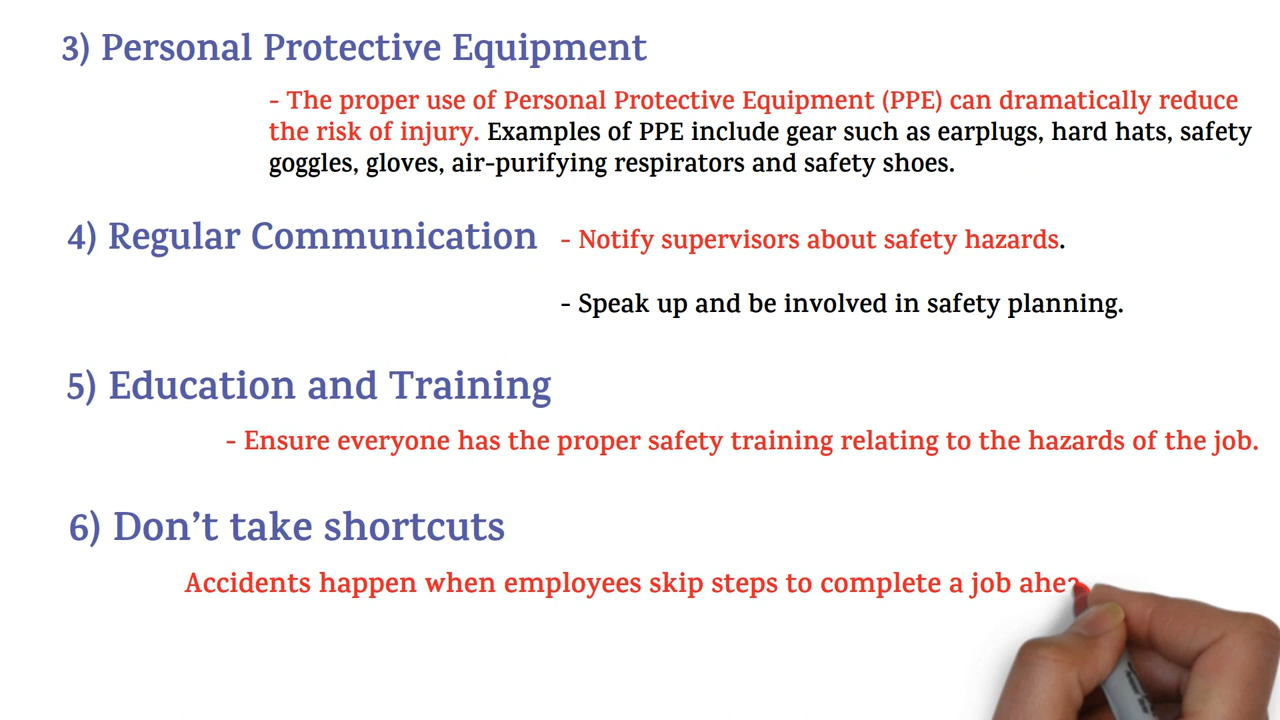 3) Personal Protective Equipment
- The proper use of Personal Protective Equipment (PPE) can dramatically reduce
the risk of injury. Examples of PPE include gear such as earplugs, hard hats, safety
goggles, gloves, air-purifying respirators and safety shoes.
4) Regular Communication - Notify supervisors about safety hazards.
- Speak up and be involved in safety planning.
5) Education and Training
- Ensure everyone has the proper safety training relating to the hazards of the job.
6) Don’t take shortcuts
Accidents happen when employees skip steps to complete a job